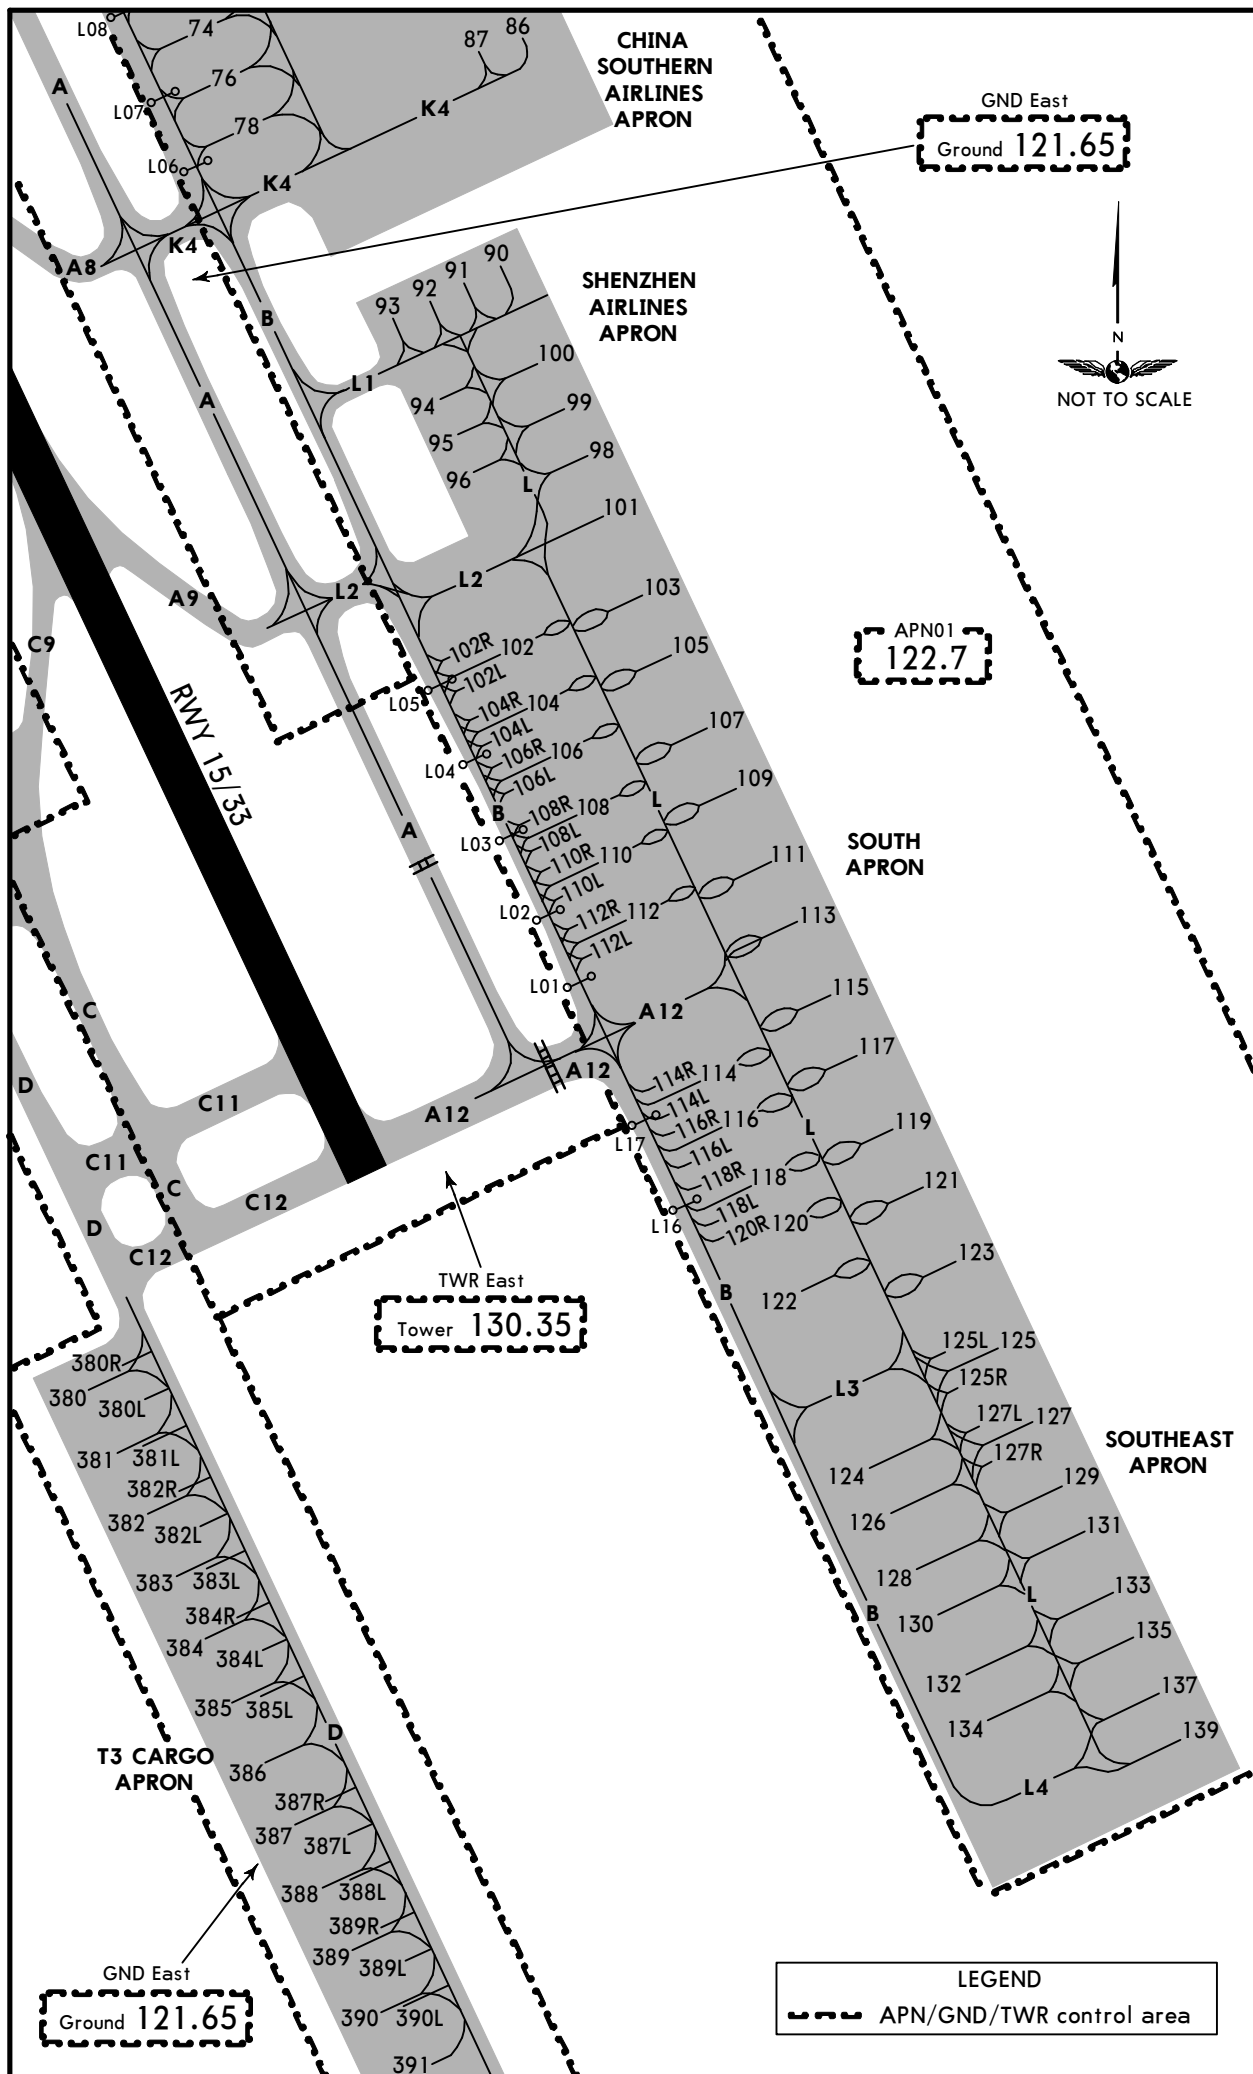 L08
74
87
86
CHINA
SOUTHERN
AIRLINES
APRON
A
76
L07
K4
GND East
Ground 121.65
78
L06
K4
K4
A8
90
91
92
93
SHENZHEN
AIRLINES
APRON
B
N
NOT TO SCALE
100
L1
A
94
99
95
98
96
L
101
L2
L2
A9
103
C9
102R
102
105
APN01
122.7
102L
L05
RWY 15/33
104R
104
107
104L
106R
106
L04
109
106L
L
B
108R
108
A
L03
108L
SOUTH
APRON
110R
110
111
110L
L02
112R
112
113
112L
L01
115
C
A12
117
A12
114R
114
D
C11
A12
114L
116R
116
L
119
L17
116L
C11
118R
118
121
C
C12
118L
L16
120R
120
D
C12
123
TWR East
Tower 130.35
B
122
125L
125
380R
125R
380
380L
L3
127L
127
SOUTHEAST
APRON
381
381L
127R
124
129
382R
382
382L
126
131
383
383L
128
133
384R
L
384
384L
130
B
135
385
385L
132
137
D
134
139
T3 CARGO
APRON
386
387R
L4
387
387L
388
388L
389R
389
389L
GND East
Ground 121.65
390
390L
391
LEGEND
APN/GND/TWR control area